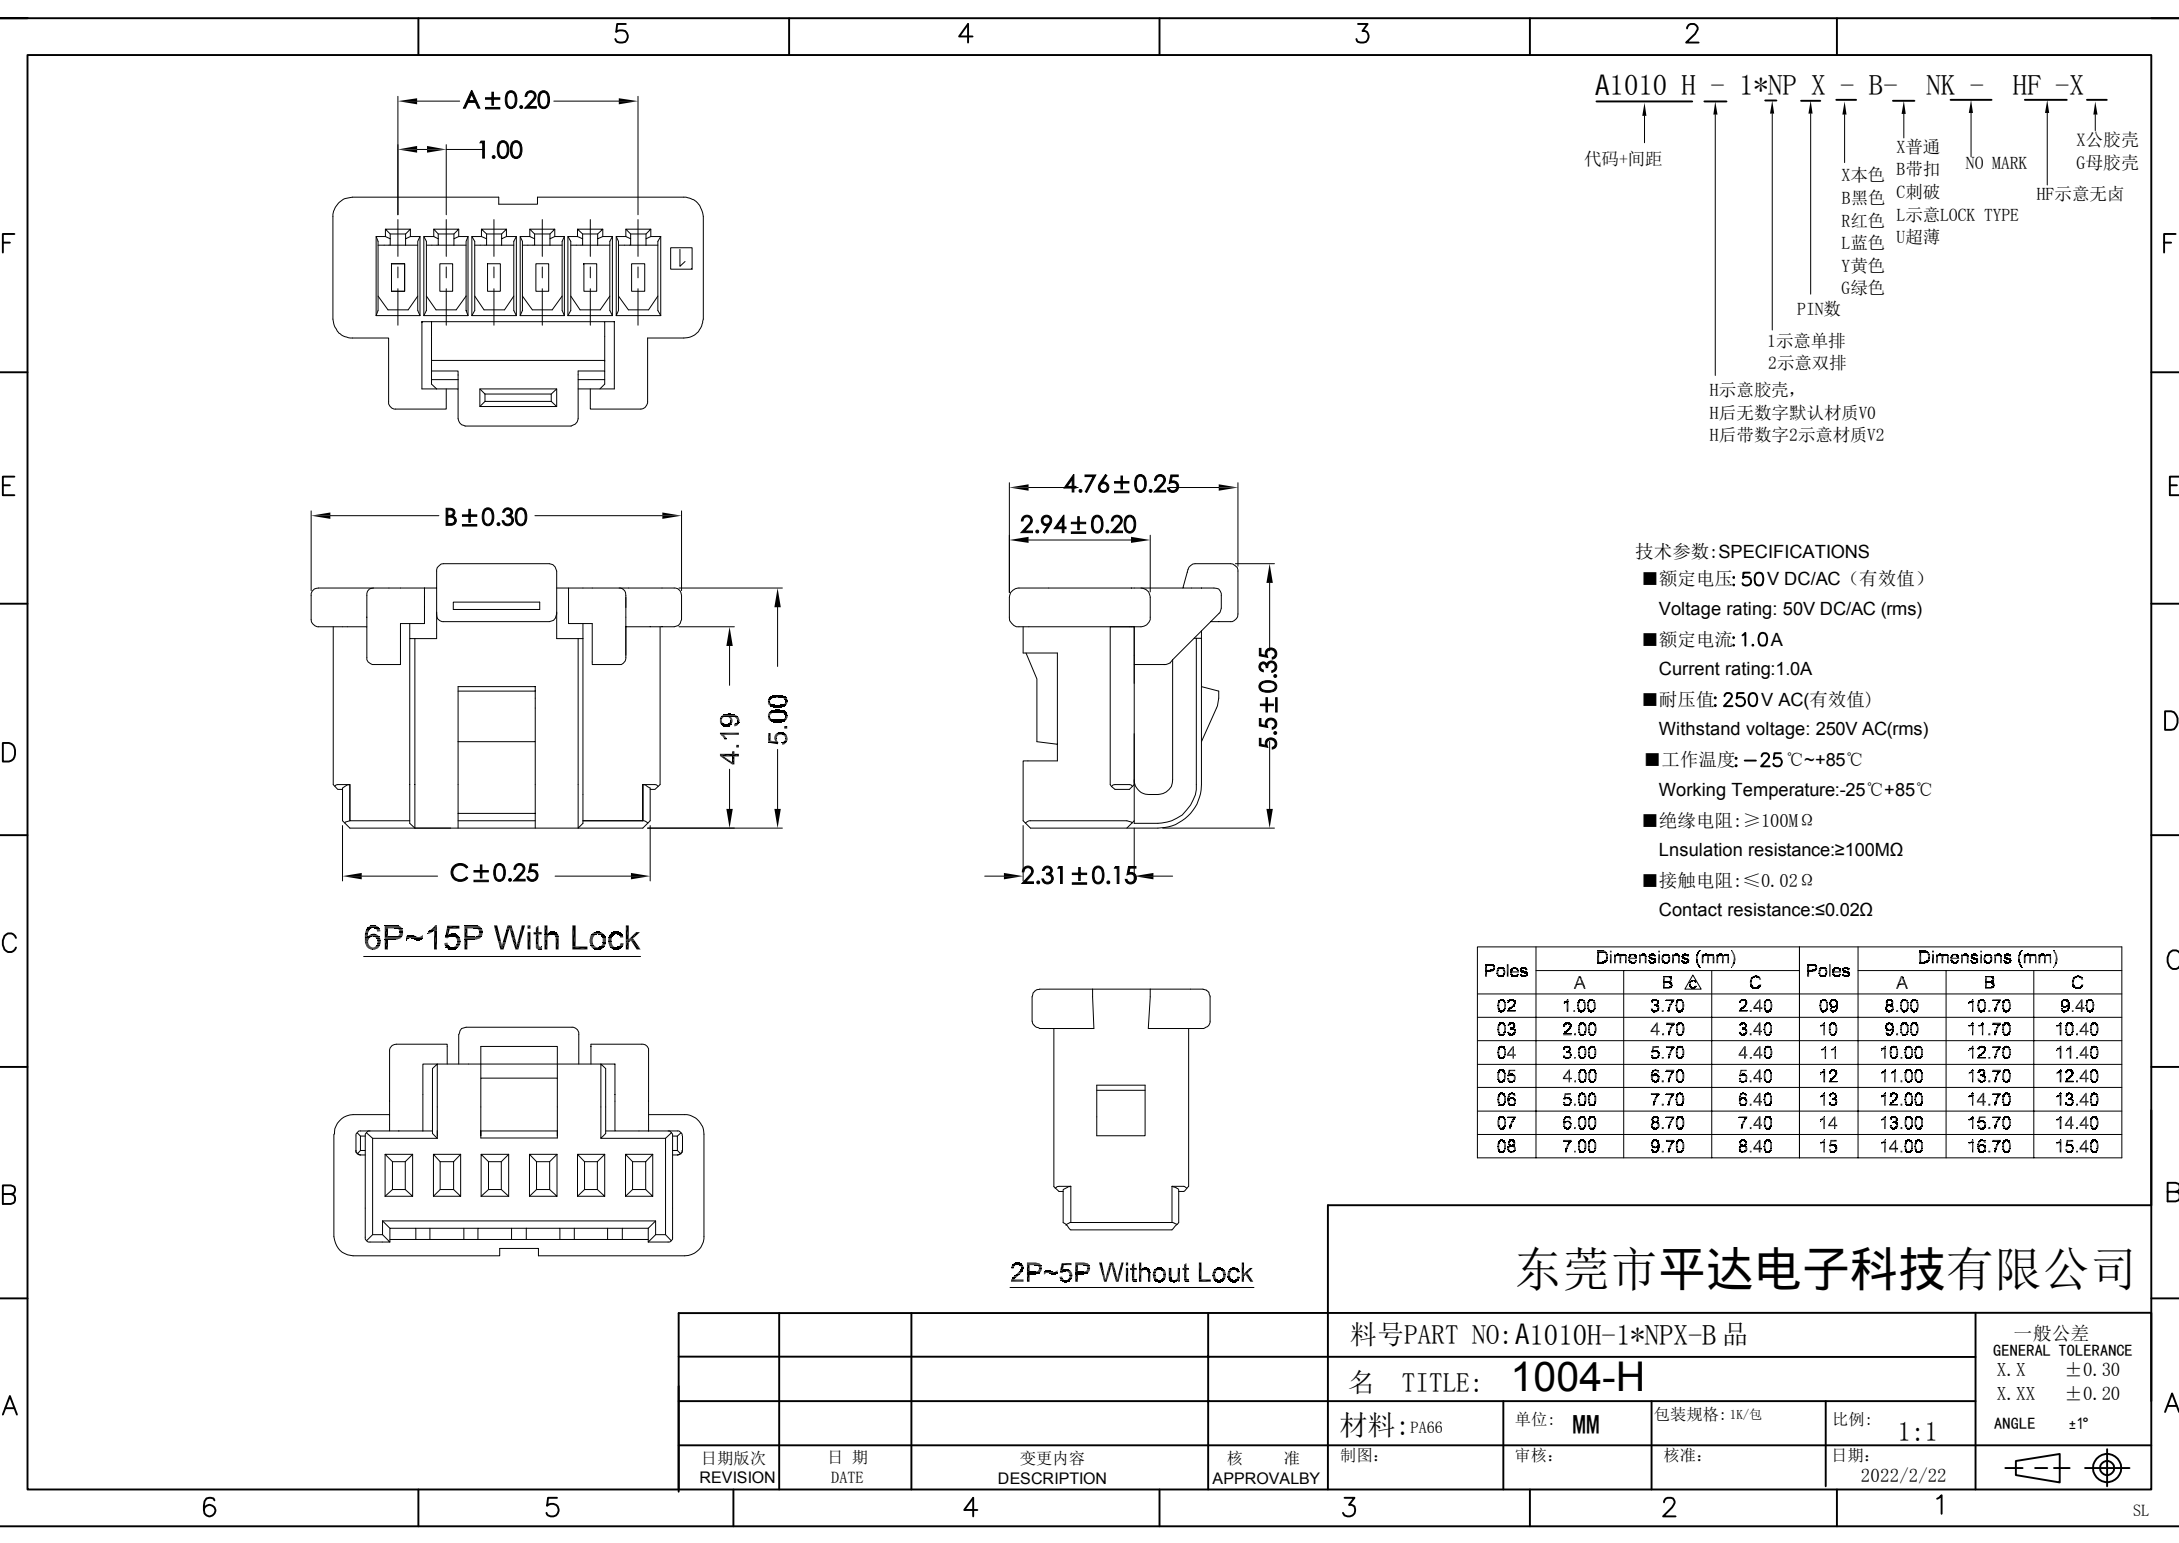 5 4 3 2
A±0.20
1.00
1
A1010 H - 1*NP X - B- NK - HF -X
代码+间距
X本色
B黑色
R红色
L蓝色
Y黄色
G绿色
X普通
B带扣
C刺破
L示意LOCK TYPE
U超薄
NO MARK
HF示意无卤
X公胶壳
G母胶壳
PIN数
1示意单排
2示意双排
H示意胶壳,
H后无数字默认材质V0
H后带数字2示意材质V2
F F
E E
D D
C C
B B
A A
B±0.30
4.19
5.00
C±0.25
6P~15P With Lock
4.76±0.25
2.94±0.20
5.5±0.35
2.31±0.15
2P~5P Without Lock
技术参数:SPECIFICATIONS
■额定电压: 50V DC/AC（有效值）
Voltage rating: 50V DC/AC (rms)
■额定电流: 1.0A
Current rating:1.0A
■耐压值: 250V AC(有效值）
Withstand voltage: 250V AC(rms)
■工作温度: －25℃~+85℃
Working Temperature:-25℃+85℃
■绝缘电阻:≥100MΩ
Lnsulation resistance:≥100MΩ
■接触电阻:≤0.02Ω
Contact resistance:≤0.02Ω
Poles Dimensions (mm) Poles Dimensions (mm)
A B C C A B C
02 1.00 3.70 2.40 09 8.00 10.70 9.40
03 2.00 4.70 3.40 10 9.00 11.70 10.40
04 3.00 5.70 4.40 11 10.00 12.70 11.40
05 4.00 6.70 5.40 12 11.00 13.70 12.40
06 5.00 7.70 6.40 13 12.00 14.70 13.40
07 6.00 8.70 7.40 14 13.00 15.70 14.40
08 7.00 9.70 8.40 15 14.00 16.70 15.40
东莞市平达电子科技有限公司
料号PART NO:A1010H-1*NPX-B品
名 TITLE: 1004-H
材料:PA66 单位: MM 包装规格:1K/包 比例: 1:1
制图: 审核: 核准: 日期: 2022/2/22
一般公差
GENERAL TOLERANCE
X.X ±0.30
X.XX ±0.20
ANGLE ±1°
日期版次 日 期 变更内容 核 准
REVISION DATE DESCRIPTION APPROVALBY
6 5 4 3 2 1
SL